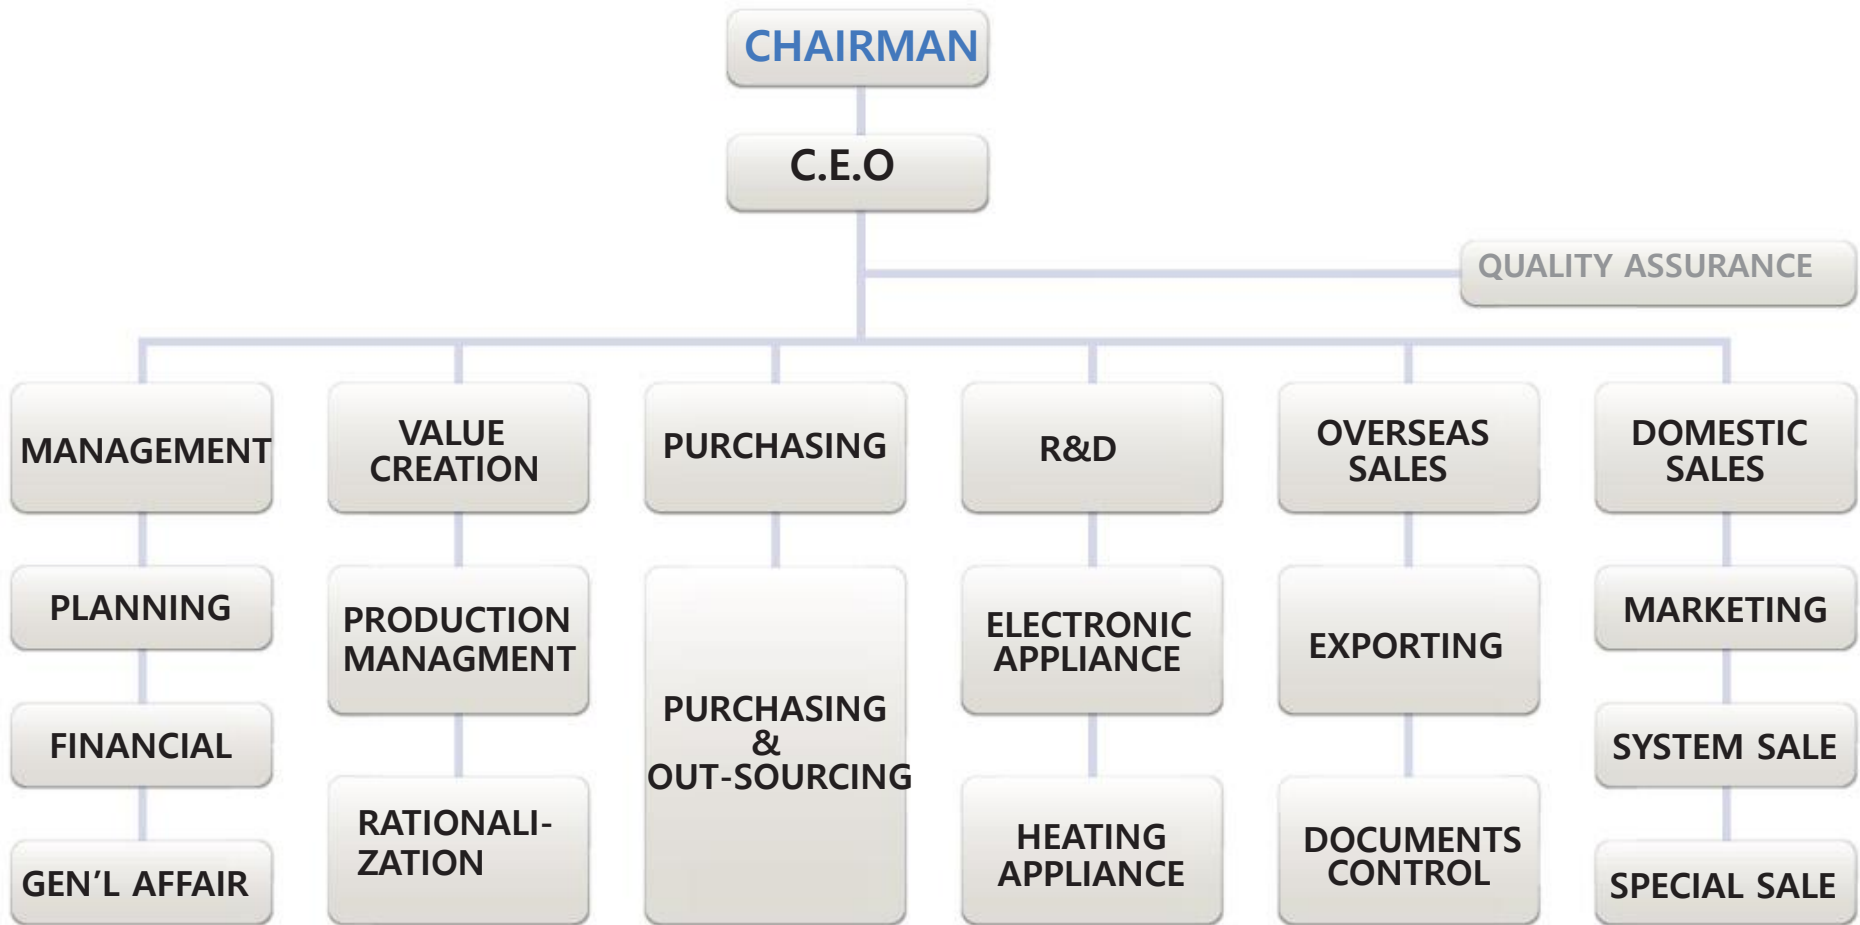 CHAIRMAN
C.E.O
QUALITY ASSURANCE
MANAGEMENT
VALUE
CREATION
PURCHASING
R&D
OVERSEAS
SALES
DOMESTIC
SALES
PLANNING
FINANCIAL
GEN'L AFFAIR
PRODUCTION
MANAGMENT
RATIONALI-
ZATION
PURCHASING
&
OUT-SOURCING
ELECTRONIC
APPLIANCE
HEATING
APPLIANCE
EXPORTING
DOCUMENTS
CONTROL
MARKETING
SYSTEM SALE
SPECIAL SALE